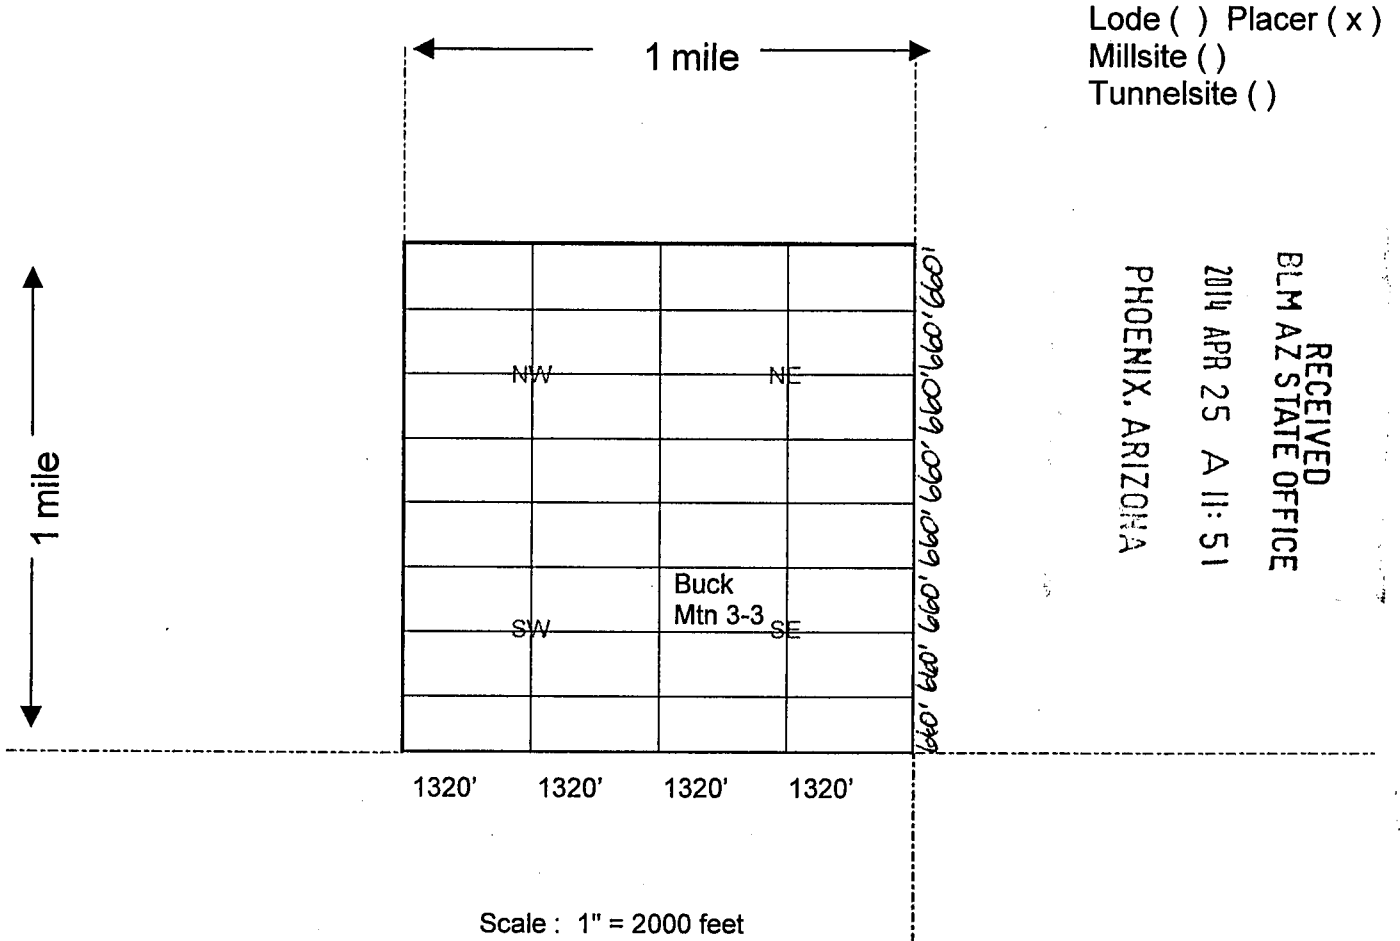 Lode ( ) Placer ( x )
Millsite ( )
Tunnelsite ( )
1 mile
1 mile
NW
NE
SW
SE
Buck
Mtn 3-3
660' 660' 660' 660' 660' 660' 660' 660'
1320' 1320' 1320' 1320'
Scale : 1" = 2000 feet
RECEIVED
BLM AZ STATE OFFICE
2014 APR 25 A 11: 51
PHOENIX, ARIZONA